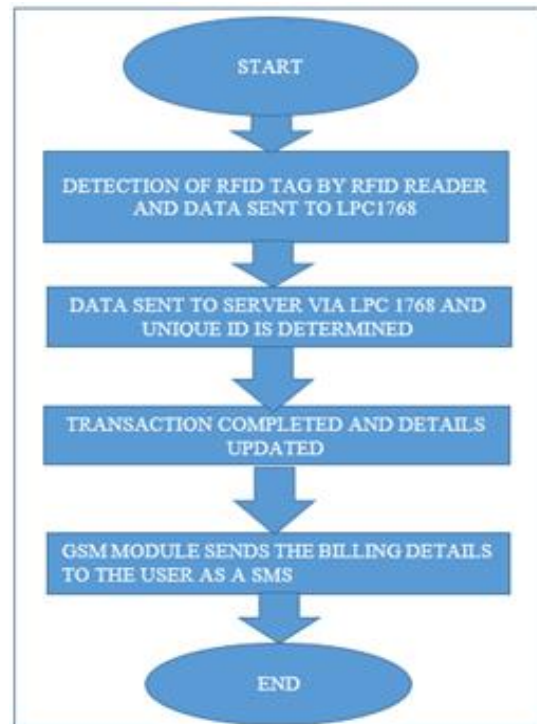 START
DETECTION OF RFID TAG BY RFID READER
AND DATA SENT TO LPC1768
DATA SENT TO SERVER VIA LPC 1768 AND
UNIQUE ID IS DETERMINED
TRANSACTION COMPLETED AND DETAILS
UPDATED
GSM MODULE SENDS THE BILLING DETAILS
TO THE USER AS A SMS
END